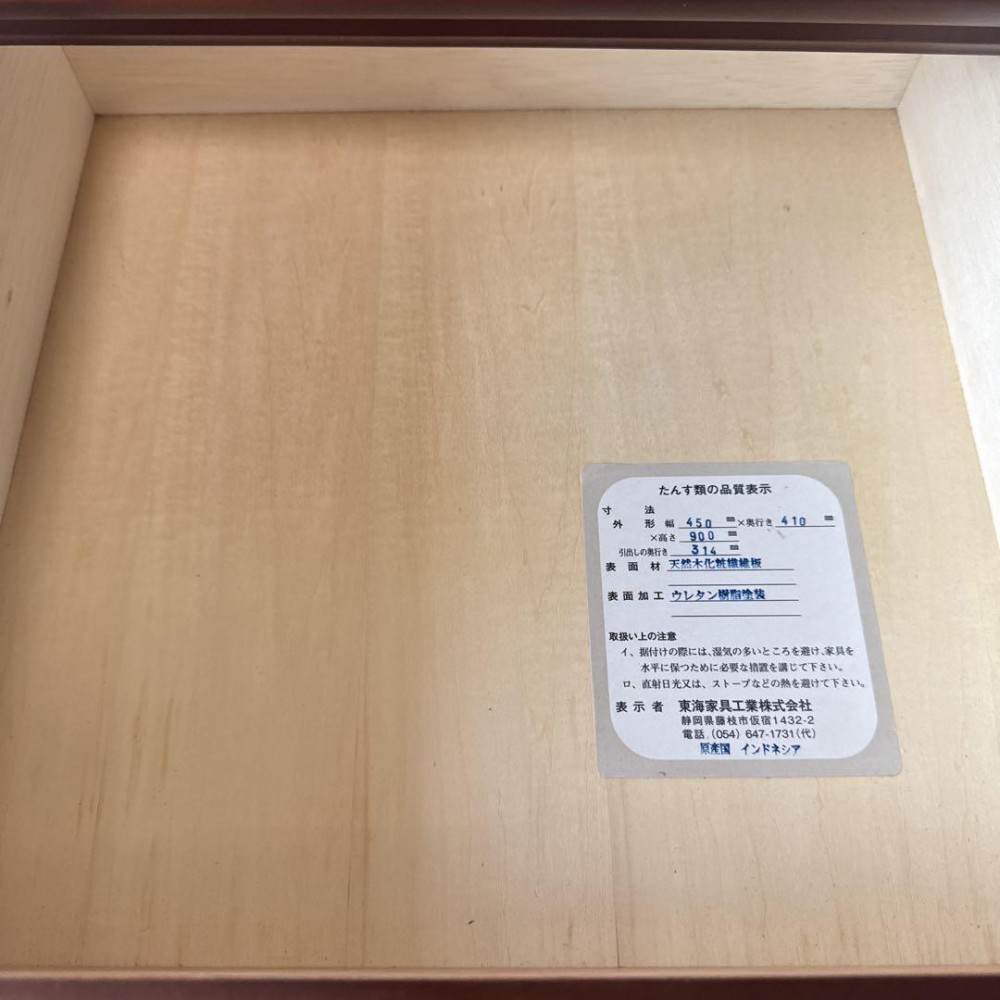 たんす類の品質表示
寸法
外形 幅 450 mm ×奥行き 410 mm
×高さ 900 mm
引出しの奥行き 314 mm
表面材 天然木化粧繊維板
表面加工 ウレタン樹脂塗装
取扱い上の注意
イ、据付けの際には、湿気の多いところを避け、家具を
水平に保つために必要な措置を講じて下さい。
ロ、直射日光又は、ストーブなどの熱を避けて下さい。
表示者 東海家具工業株式会社
静岡県藤枝市仮宿1432-2
電話.(054) 647-1731(代)
原産国 インドネシア